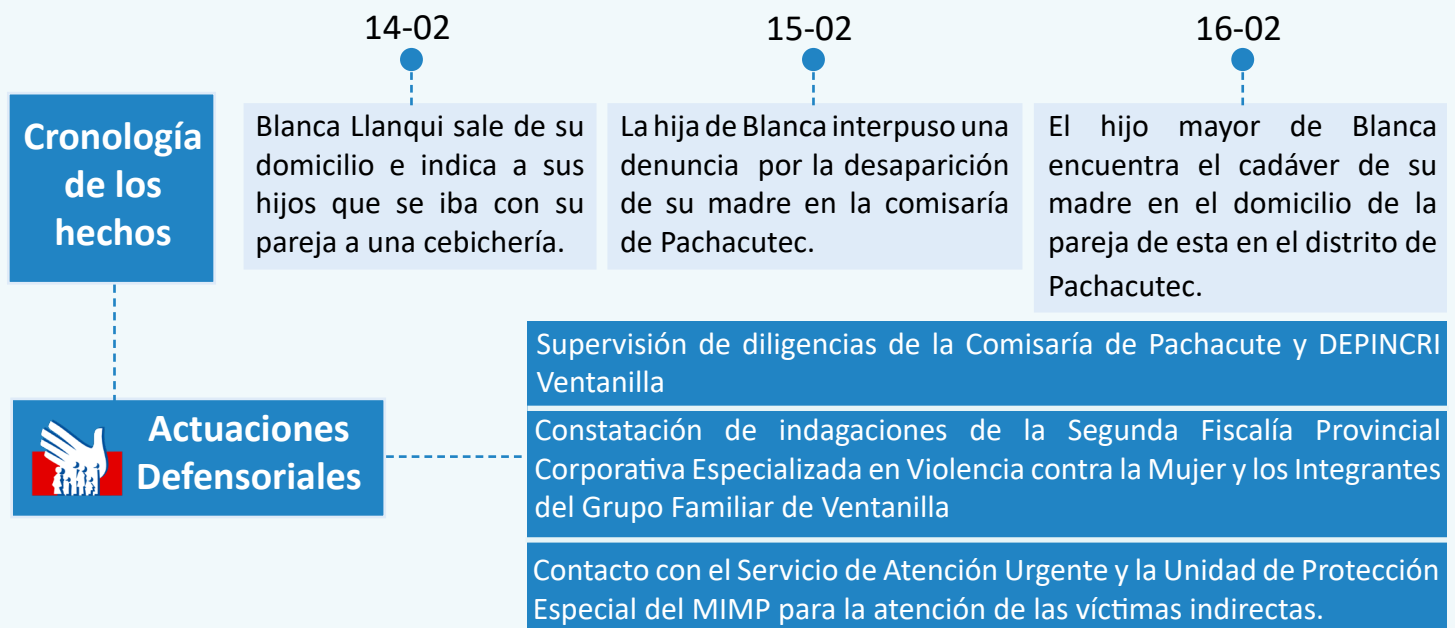 Cronología
de los
hechos
14-02
Blanca Llanqui sale de su
domicilio e indica a sus
hijos que se iba con su
pareja a una cebichería.
15-02
La hija de Blanca interpuso una
denuncia por la desaparición
de su madre en la comisaría
de Pachacutec.
16-02
El hijo mayor de Blanca
encuentra el cadáver de su
madre en el domicilio de la
pareja de esta en el distrito de
Pachacutec.
Actuaciones
Defensoriales
Supervisión de diligencias de la Comisaría de Pachacute y DEPINCRI
Ventanilla
Constatación de indagaciones de la Segunda Fiscalía Provincial
Corporativa Especializada en Violencia contra la Mujer y los Integrantes
del Grupo Familiar de Ventanilla
Contacto con el Servicio de Atención Urgente y la Unidad de Protección
Especial del MIMP para la atención de las víctimas indirectas.